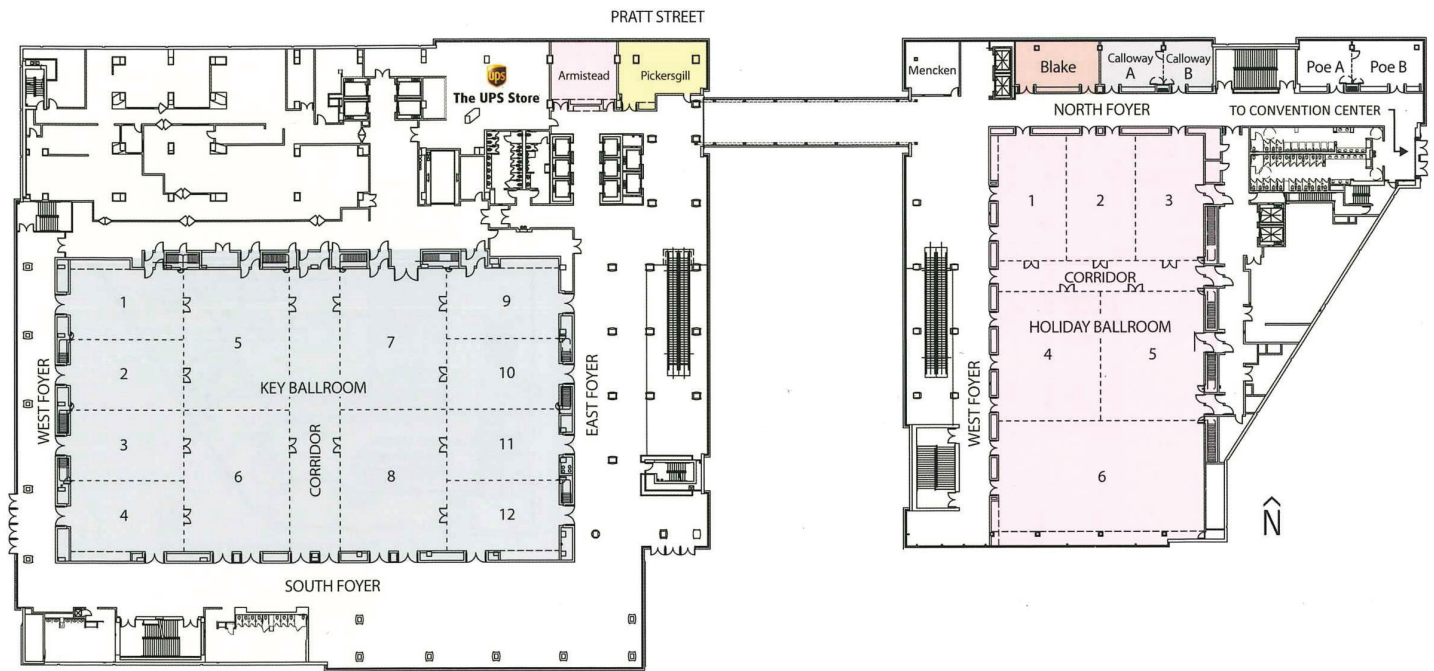 PRATT STREET
ups
The UPS Store
Armistead
Pickersgill
Mencken
Blake
Calloway
A
Calloway
B
Poe A
Poe B
NORTH FOYER
TO CONVENTION CENTER
1
2
3
CORRIDOR
HOLIDAY BALLROOM
4
5
6
WEST FOYER
N
1
2
3
4
5
6
7
8
9
10
11
12
KEY BALLROOM
CORRIDOR
WEST FOYER
EAST FOYER
SOUTH FOYER